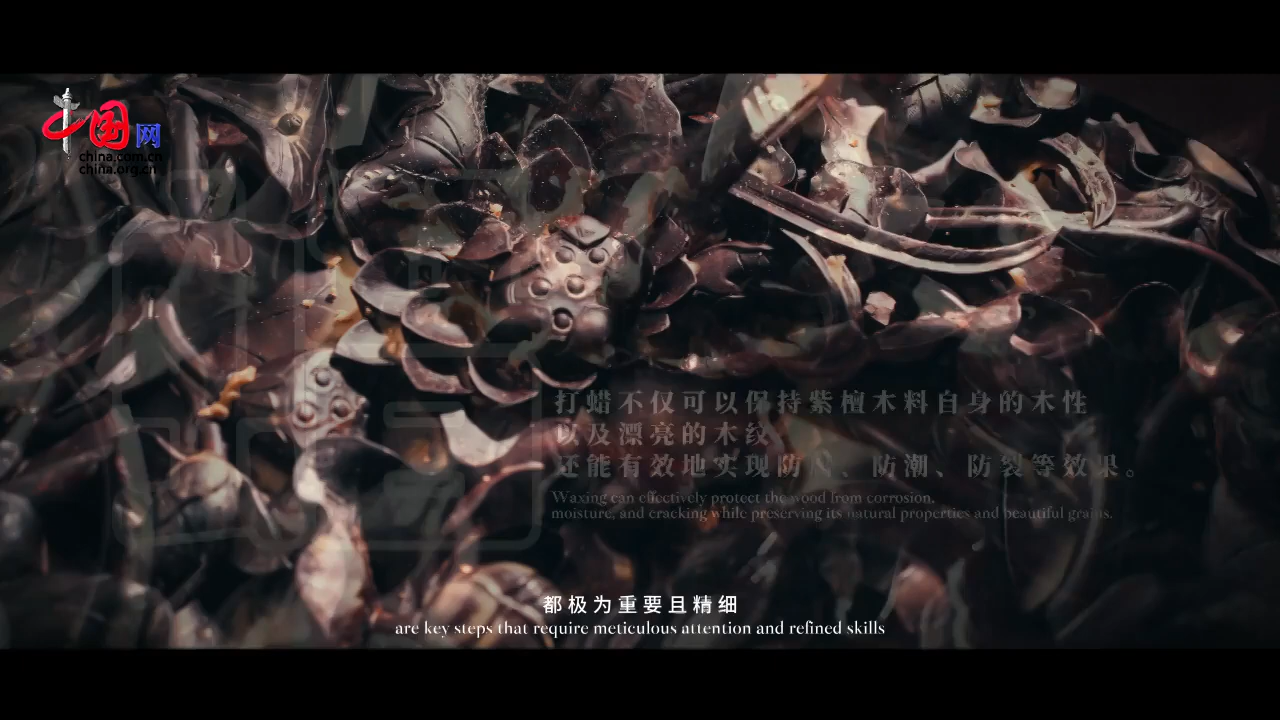 中国网
china.com.cn
china.org.cn
打蜡不仅可以保持紫檀木料自身的木性
以及漂亮的木纹
还能有效地实现防、防潮、防裂等效果。
Waxing can effectively protect the wood from corrosion,
moisture, and cracking while preserving its natural properties and beautiful grains.
都极为重要且精细
are key steps that require meticulous attention and refined skills